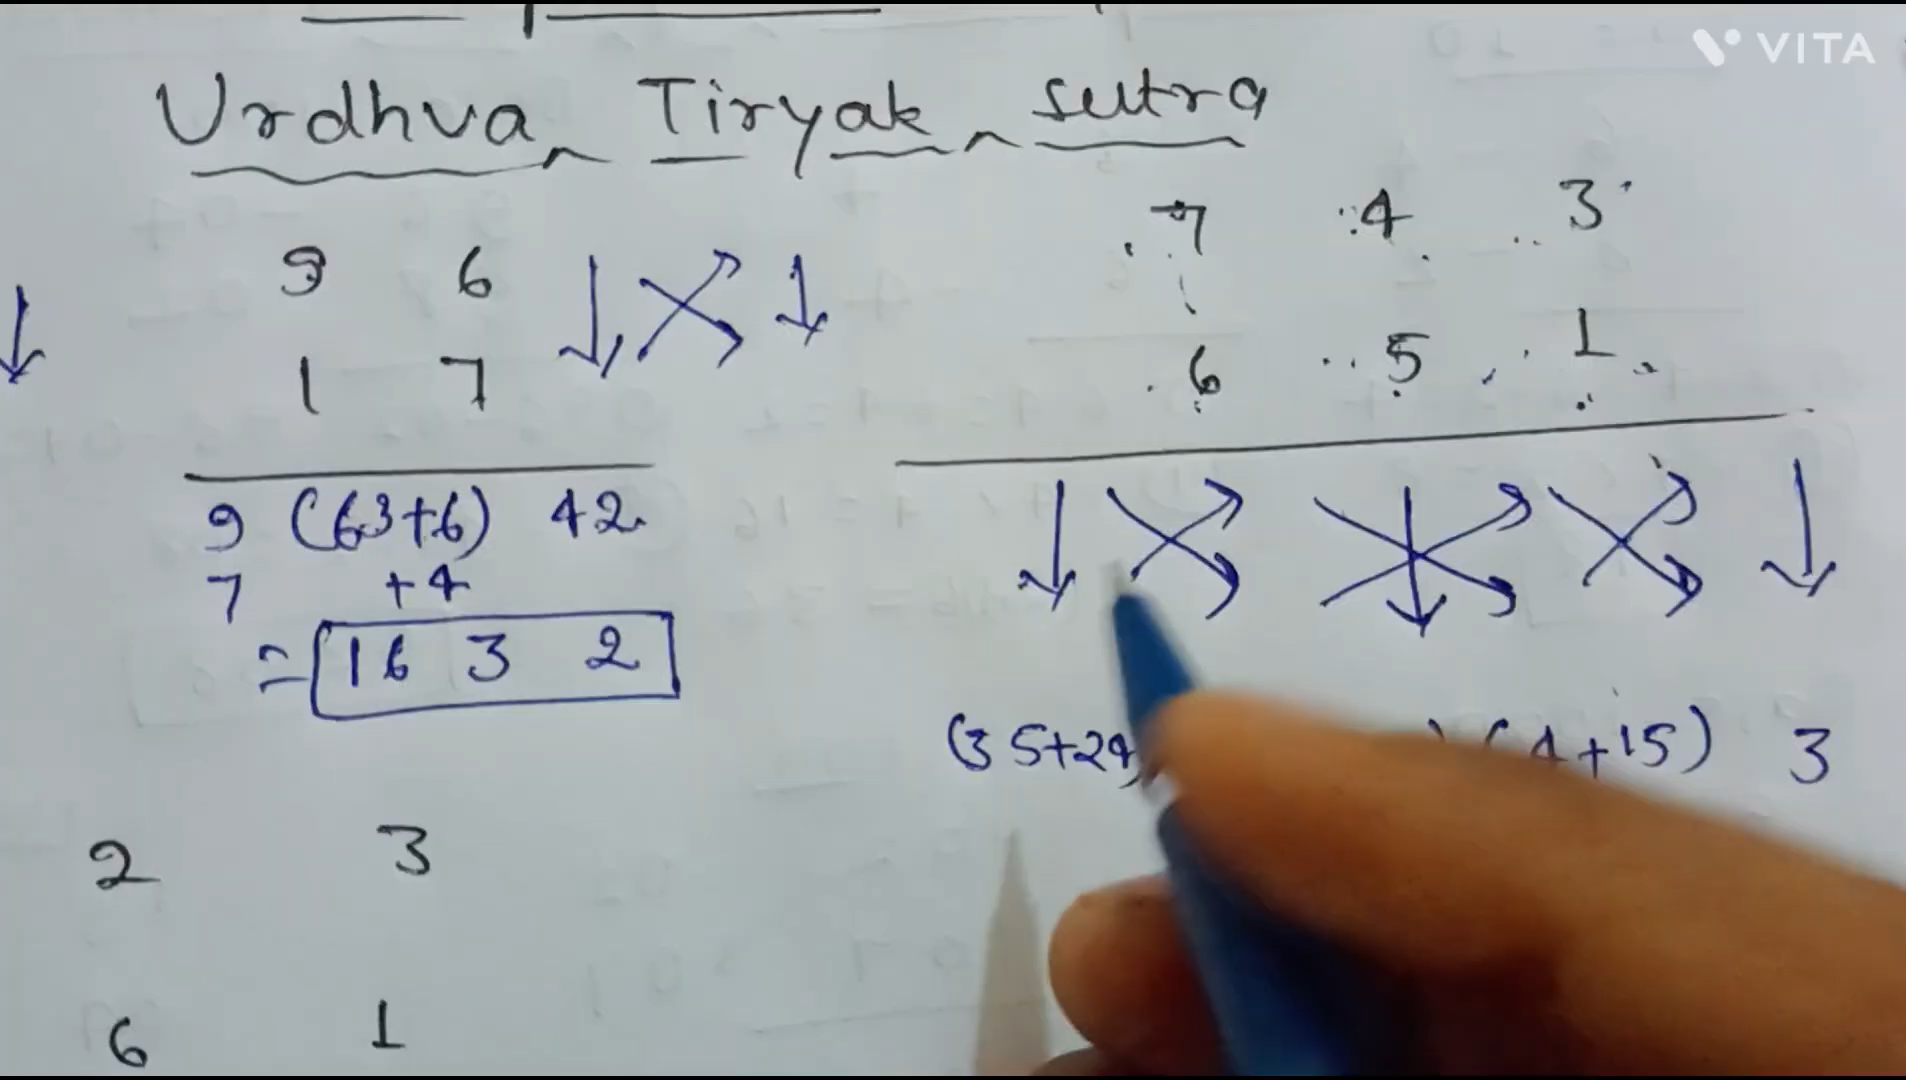 VITA
Urdhva Tiryak sutra
9 6
1 7
9 (63+6) 42
7 +4
= 16 3 2
2 3
6 1
7 4 3
6 5 1
(35+24) (4+15) 3